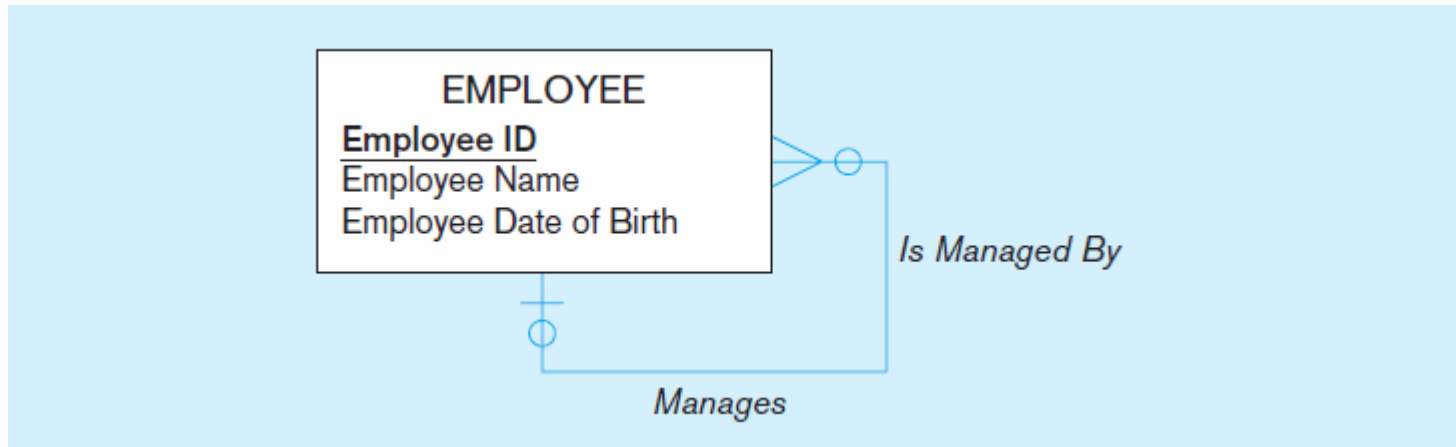 EMPLOYEE
Employee ID
Employee Name
Employee Date of Birth
Is Managed By
Manages